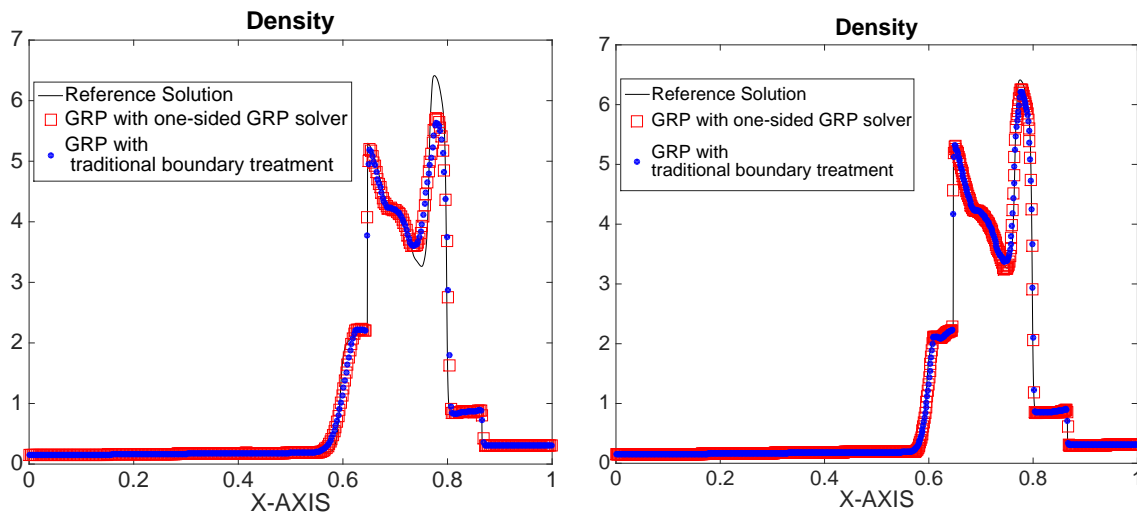 Density
7
6
5
4
3
2
1
0
Reference Solution
GRP with one-sided GRP solver
GRP with
traditional boundary treatment
0
0.2
0.4
0.6
0.8
1
X-AXIS
Density
7
6
5
4
3
2
1
0
Reference Solution
GRP with one-sided GRP solver
GRP with
traditional boundary treatment
0
0.2
0.4
0.6
0.8
1
X-AXIS